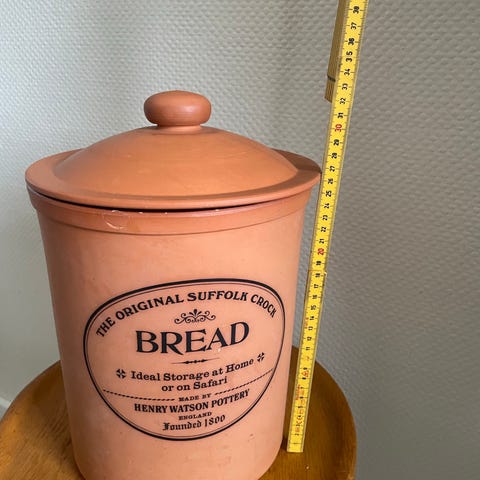 THE ORIGINAL SUFFOLK CROCK
BREAD
Ideal Storage at Home
or on Safari
MADE BY
HENRY WATSON POTTERY
ENGLAND
Founded 1800